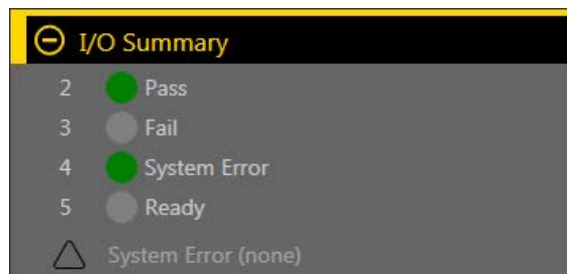 I/O Summary
2 Pass
3 Fail
4 System Error
5 Ready
System Error (none)